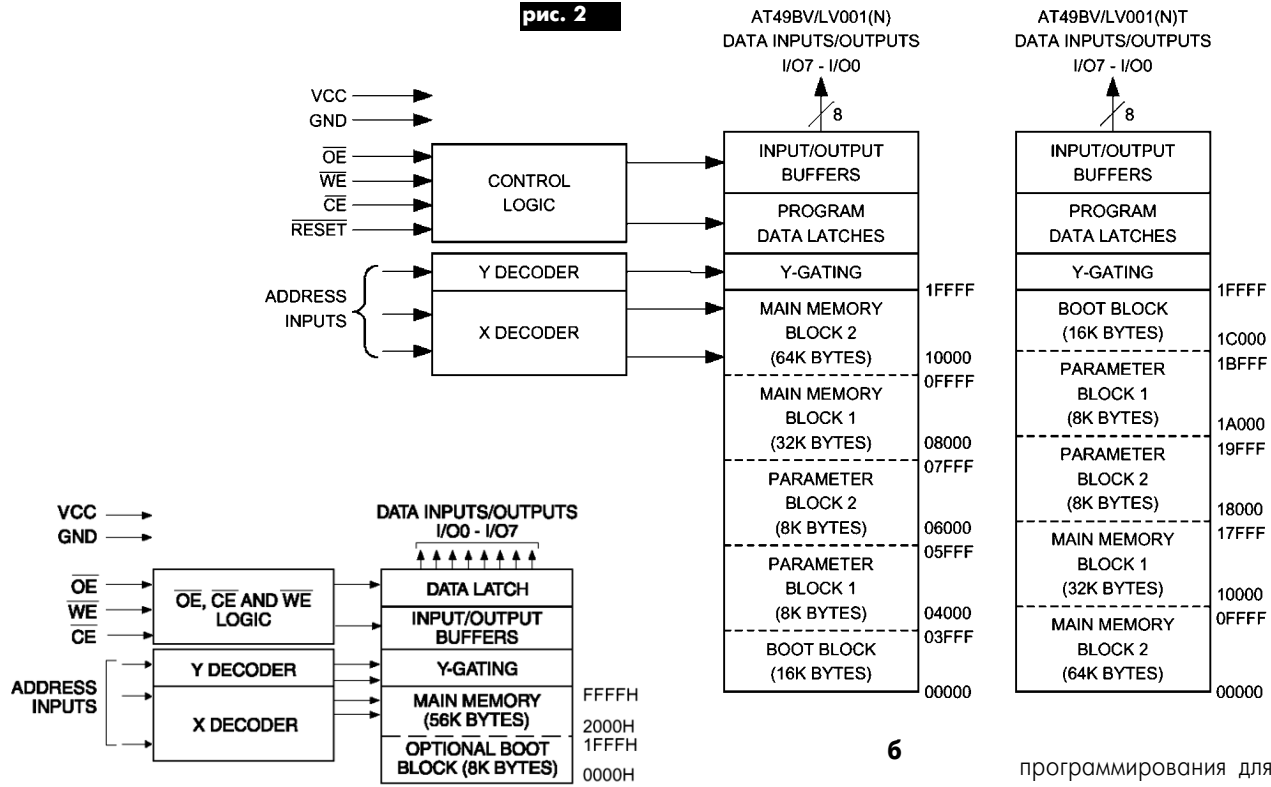 рис. 2
AT49BV/LV001(N)
DATA INPUTS/OUTPUTS
I/O7 - I/O0
8
AT49BV/LV001(N)T
DATA INPUTS/OUTPUTS
I/O7 - I/O0
8
VCC
GND
OE
WE
CE
RESET
CONTROL
LOGIC
ADDRESS
INPUTS
Y DECODER
X DECODER
INPUT/OUTPUT
BUFFERS
PROGRAM
DATA LATCHES
Y-GATING
1FFFF
MAIN MEMORY
BLOCK 2
(64K BYTES)
10000
0FFFF
MAIN MEMORY
BLOCK 1
(32K BYTES)
08000
07FFF
PARAMETER
BLOCK 2
(8K BYTES)
06000
05FFF
PARAMETER
BLOCK 1
(8K BYTES)
04000
03FFF
BOOT BLOCK
(16K BYTES)
00000
INPUT/OUTPUT
BUFFERS
PROGRAM
DATA LATCHES
Y-GATING
1FFFF
BOOT BLOCK
(16K BYTES)
1C000
1BFFF
PARAMETER
BLOCK 1
(8K BYTES)
1A000
19FFF
PARAMETER
BLOCK 2
(8K BYTES)
18000
17FFF
MAIN MEMORY
BLOCK 1
(32K BYTES)
10000
0FFFF
MAIN MEMORY
BLOCK 2
(64K BYTES)
00000
VCC
GND
OE
WE
CE
OE, CE AND WE
LOGIC
ADDRESS
INPUTS
Y DECODER
X DECODER
DATA INPUTS/OUTPUTS
I/O0 - I/O7
DATA LATCH
INPUT/OUTPUT
BUFFERS
Y-GATING
MAIN MEMORY
(56K BYTES)
FFFFH
2000H
OPTIONAL BOOT
BLOCK (8K BYTES)
1FFFH
0000H
б
программирования для